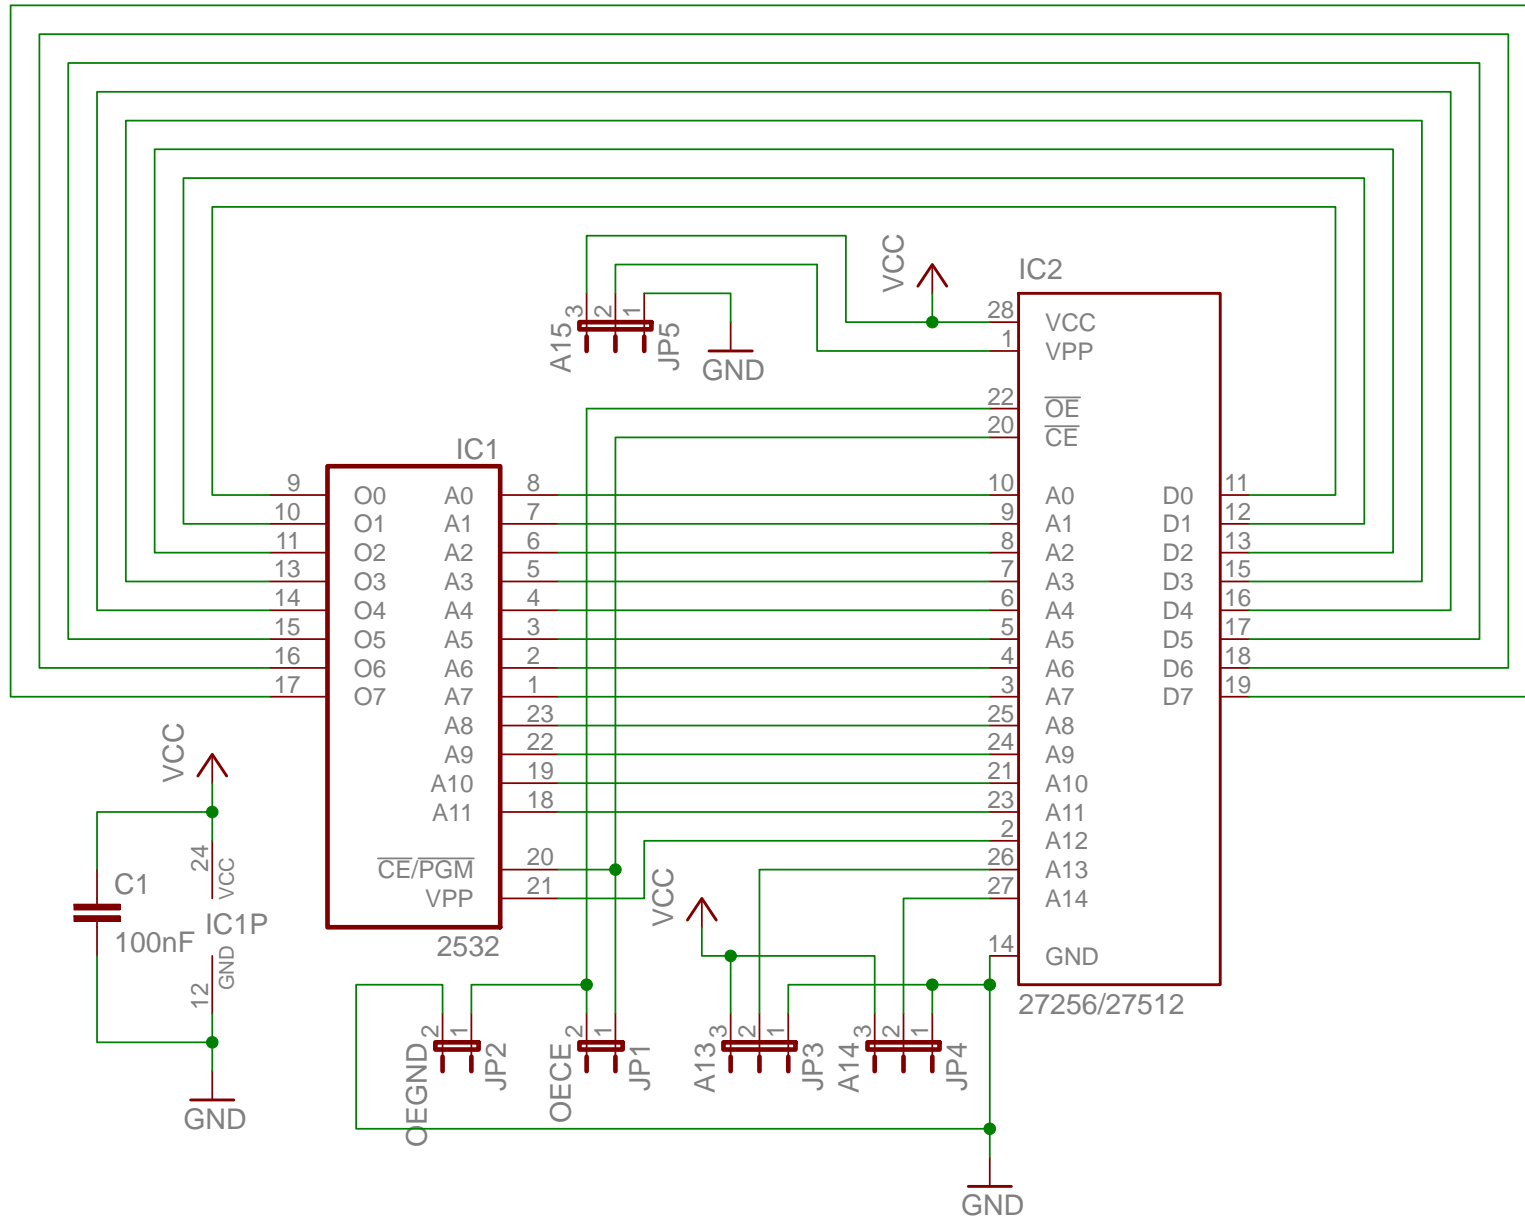 VCC
IC2
A15
3
2
1
JP5
GND
28
VCC
1
VPP
22
OE
20
CE
IC1
9 O0 A0 8
10 O1 A1 7
11 O2 A2 6
13 O3 A3 5
14 O4 A4 4
15 O5 A5 3
16 O6 A6 2
17 O7 A7 1
A8 23
A9 22
A10 19
A11 18
CE/PGM 20
VPP 21
2532
10 A0 D0 11
9 A1 D1 12
8 A2 D2 13
7 A3 D3 15
6 A4 D4 16
5 A5 D5 17
4 A6 D6 18
3 A7 D7 19
25 A8
24 A9
21 A10
23 A11
2 A12
26 A13
27 A14
14 GND
27256/27512
VCC
24
VCC
C1
100nF
IC1P
GND
12
GND
VCC
OEGND
2
1
JP2
OECE
2
1
JP1
A13
3
2
1
JP3
A14
3
2
1
JP4
GND